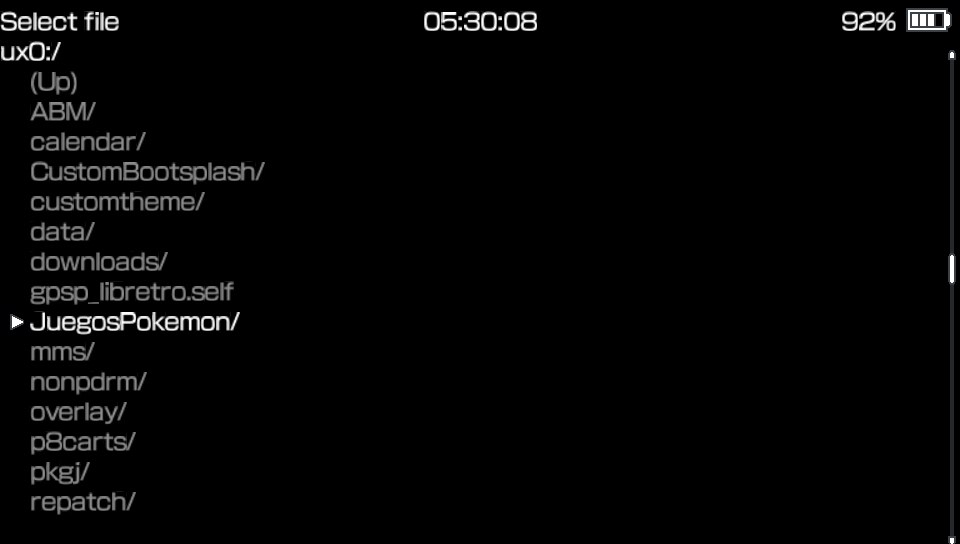 Select file 05:30:08 92%
ux0:/
(Up)
ABM/
calendar/
CustomBootsplash/
customtheme/
data/
downloads/
gpsp_libretro.self
JuegosPokemon/
mms/
nonpdrm/
overlay/
p8carts/
pkgj/
repatch/